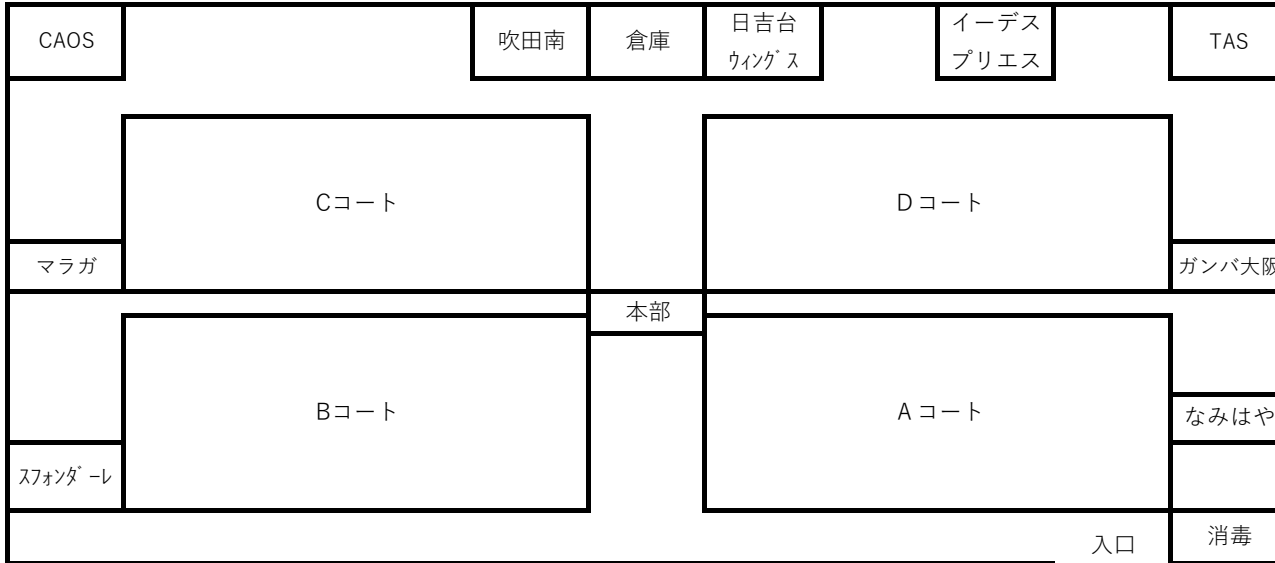 CAOS
吹田南
倉庫
日吉台
ｳｨﾝｸﾞｽ
イーデス
プリエス
TAS
Cコート
Dコート
マラガ
ガンバ大阪
本部
Bコート
Aコート
なみはや
ｽﾌｫﾝﾀﾞｰﾚ
入口
消毒